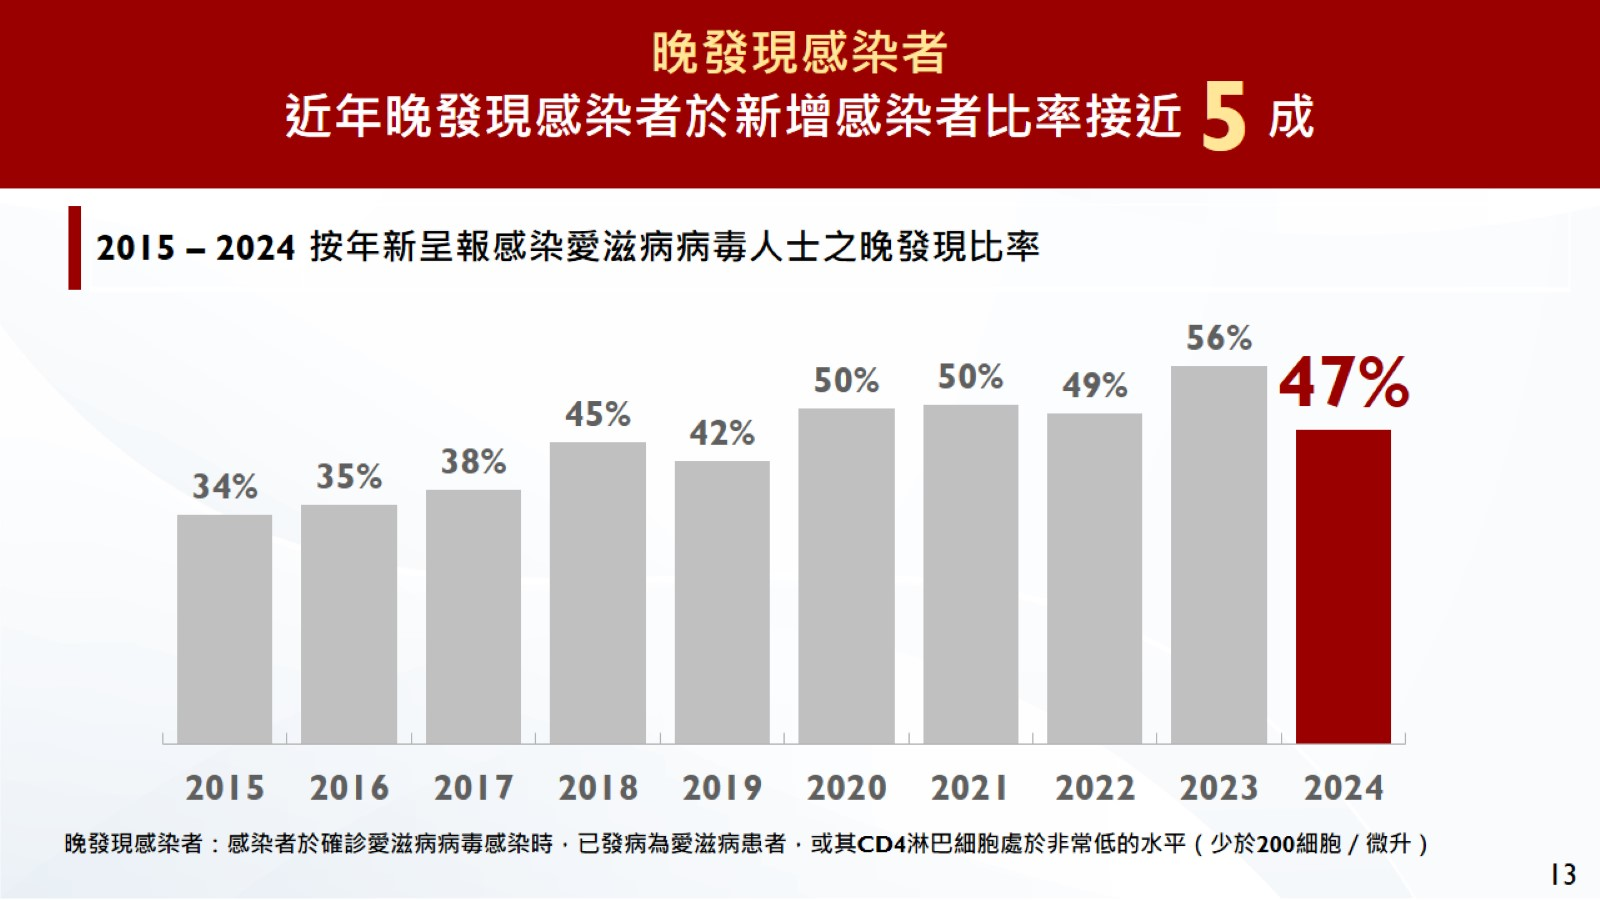 晚發現感染者
近年晚發現感染者於新增感染者比率接近 5 成
2015 – 2024 按年新呈報感染愛滋病病毒人士之晚發現比率
34%
35%
38%
45%
42%
50%
50%
49%
56%
47%
2015 2016 2017 2018 2019 2020 2021 2022 2023 2024
晚發現感染者：感染者於確診愛滋病病毒感染時，已發病為愛滋病患者，或其CD4淋巴細胞處於非常低的水平（少於200細胞 / 微升）
13